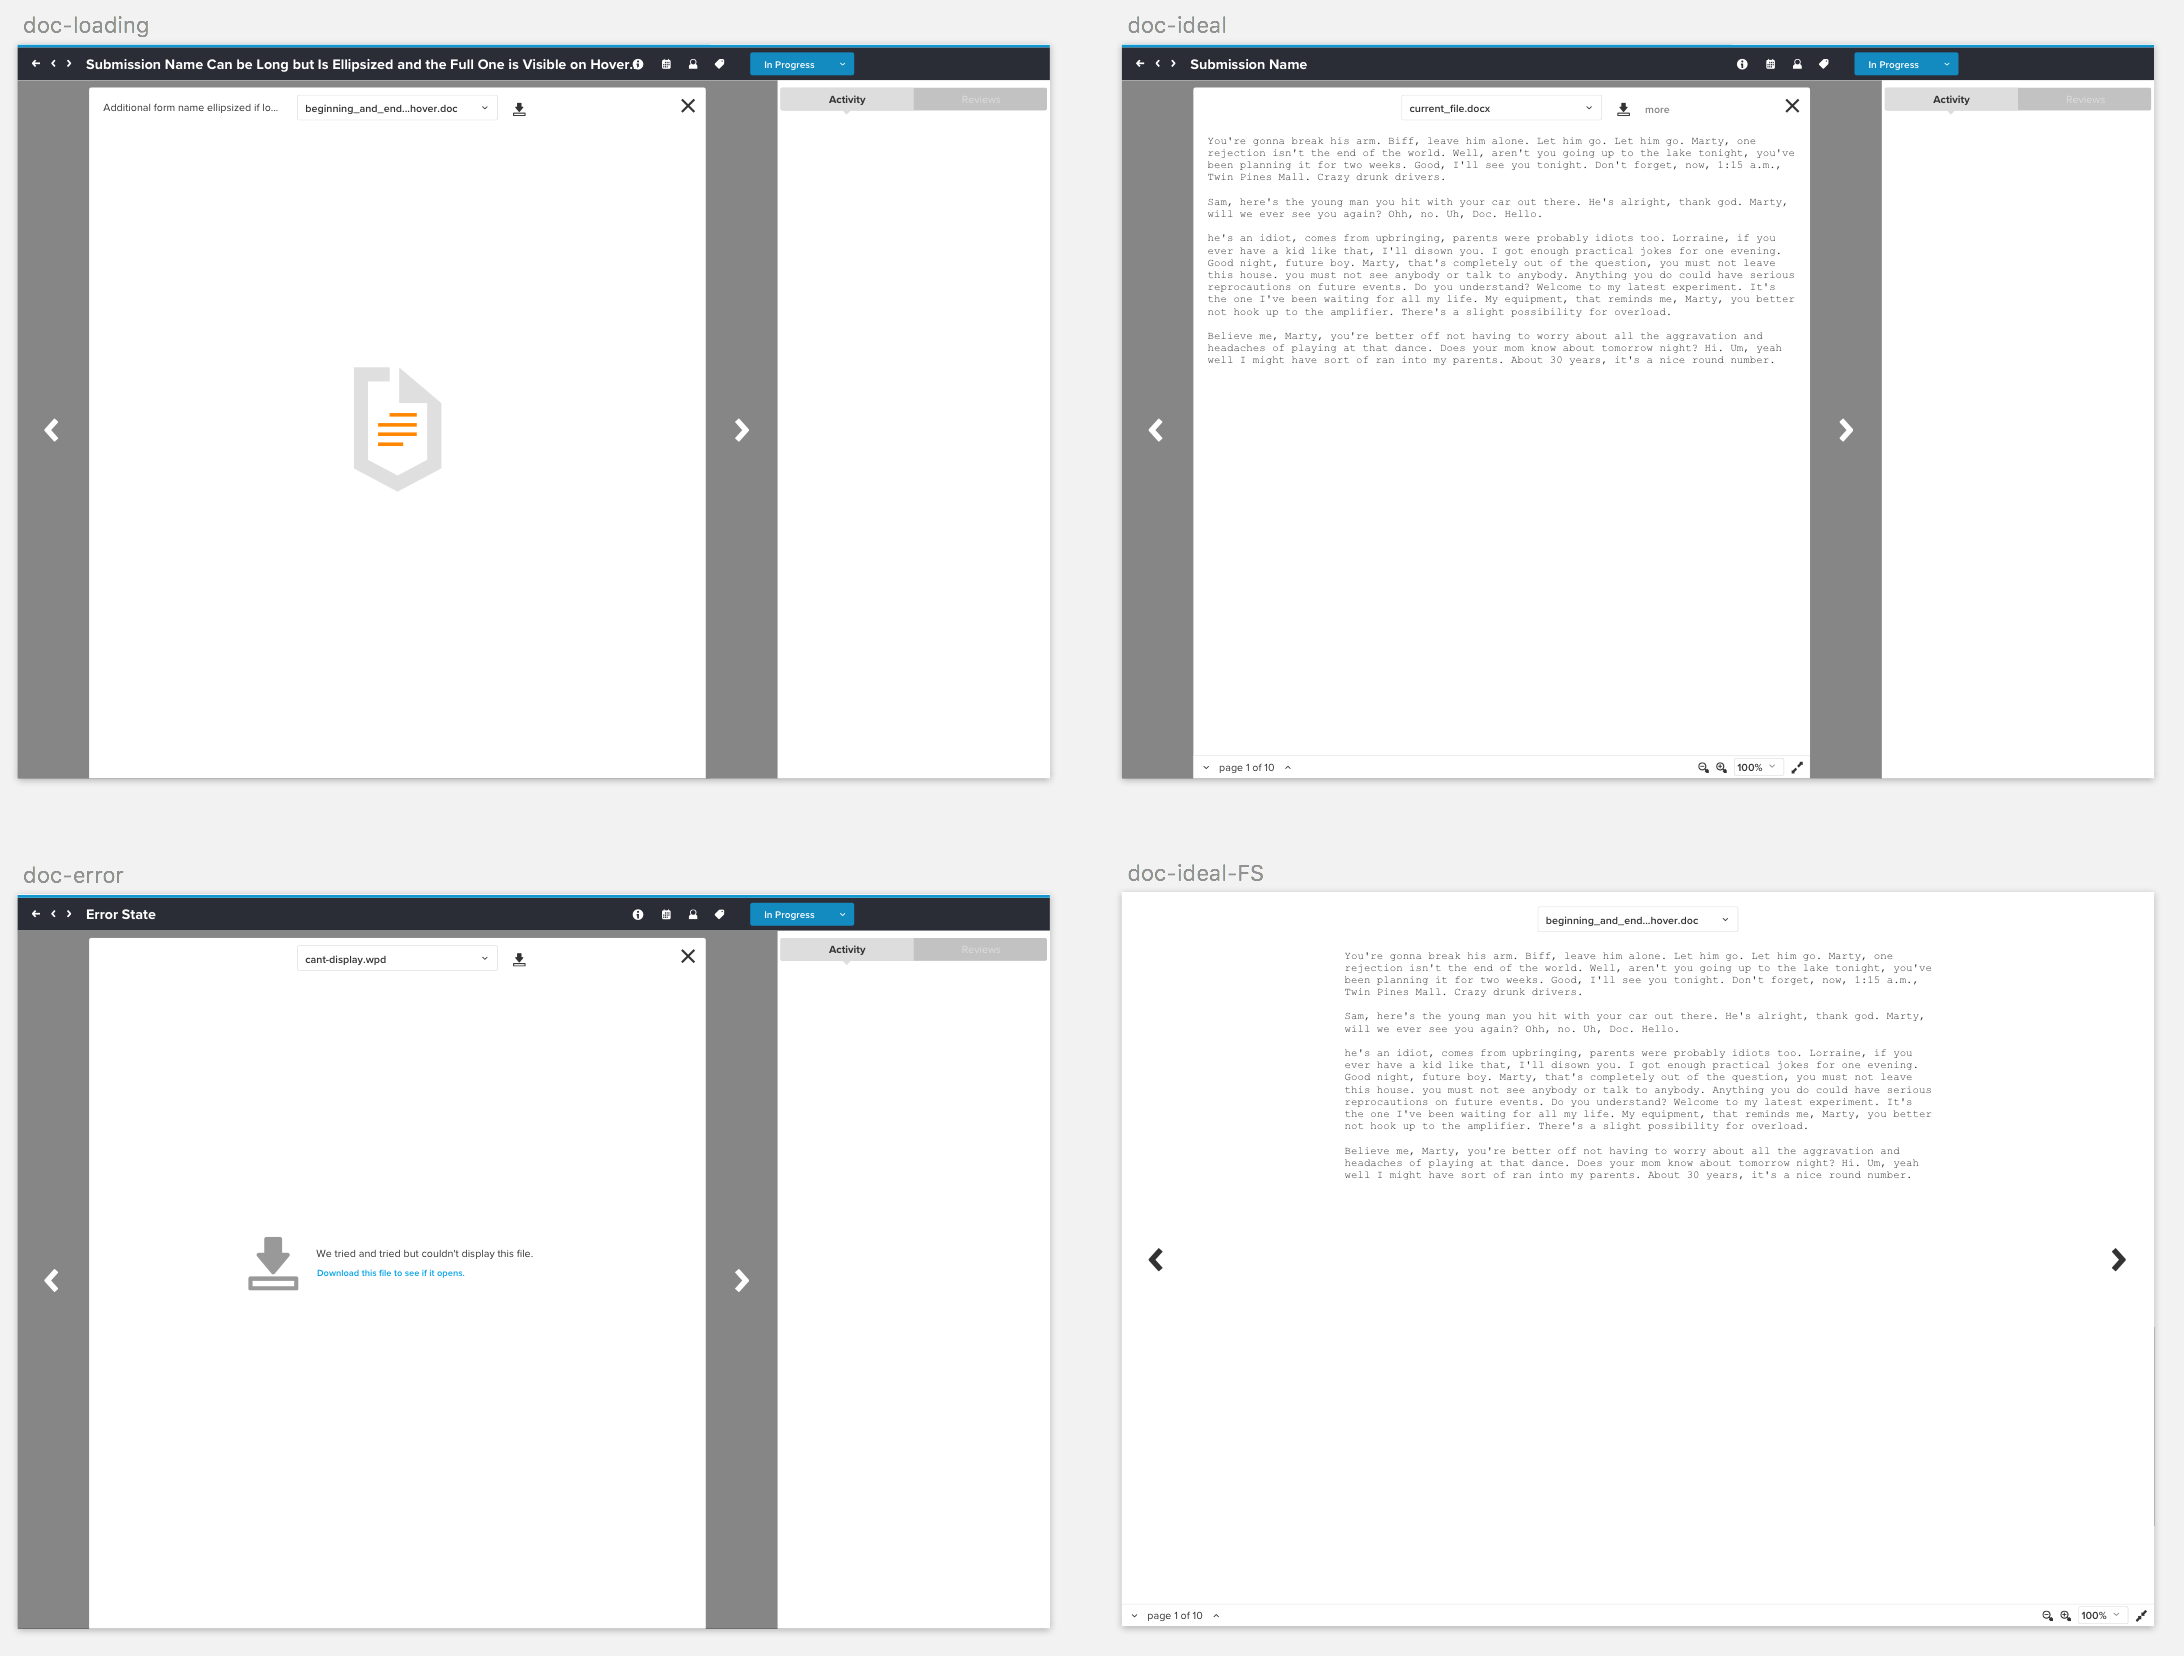 doc-loading
Submission Name Can be Long but Is Ellipsized and the Full One is Visible on Hover.
In Progress
Additional form name ellipsized if lo...
beginning_and_end...hover.doc
Activity
Reviews
doc-ideal
Submission Name
In Progress
current_file.docx
more
Activity
Reviews
You're gonna break his arm. Biff, leave him alone. Let him go. Let him go. Marty, one
rejection isn't the end of the world. Well, aren't you going up to the lake tonight, you've
been planning it for two weeks. Good, I'll see you tonight. Don't forget, now, 1:15 a.m.,
Twin Pines Mall. Crazy drunk drivers.
Sam, here's the young man you hit with your car out there. He's alright, thank god. Marty,
will we ever see you again? Ohh, no. Uh, Doc. Hello.
he's an idiot, comes from upbringing, parents were probably idiots too. Lorraine, if you
ever have a kid like that, I'll disown you. I got enough practical jokes for one evening.
Good night, future boy. Marty, that's completely out of the question, you must not leave
this house. you must not see anybody or talk to anybody. Anything you do could have serious
reprocautions on future events. Do you understand? Welcome to my latest experiment. It's
the one I've been waiting for all my life. My equipment, that reminds me, Marty, you better
not hook up to the amplifier. There's a slight possibility for overload.
Believe me, Marty, you're better off not having to worry about all the aggravation and
headaches of playing at that dance. Does your mom know about tomorrow night? Hi. Um, yeah
well I might have sort of ran into my parents. About 30 years, it's a nice round number.
page 1 of 10
100%
doc-error
Error State
In Progress
cant-display.wpd
Activity
Reviews
We tried and tried but couldn't display this file.
Download this file to see if it opens.
doc-ideal-FS
beginning_and_end...hover.doc
You're gonna break his arm. Biff, leave him alone. Let him go. Let him go. Marty, one
rejection isn't the end of the world. Well, aren't you going up to the lake tonight, you've
been planning it for two weeks. Good, I'll see you tonight. Don't forget, now, 1:15 a.m.,
Twin Pines Mall. Crazy drunk drivers.
Sam, here's the young man you hit with your car out there. He's alright, thank god. Marty,
will we ever see you again? Ohh, no. Uh, Doc. Hello.
he's an idiot, comes from upbringing, parents were probably idiots too. Lorraine, if you
ever have a kid like that, I'll disown you. I got enough practical jokes for one evening.
Good night, future boy. Marty, that's completely out of the question, you must not leave
this house. you must not see anybody or talk to anybody. Anything you do could have serious
reprocautions on future events. Do you understand? Welcome to my latest experiment. It's
the one I've been waiting for all my life. My equipment, that reminds me, Marty, you better
not hook up to the amplifier. There's a slight possibility for overload.
Believe me, Marty, you're better off not having to worry about all the aggravation and
headaches of playing at that dance. Does your mom know about tomorrow night? Hi. Um, yeah
well I might have sort of ran into my parents. About 30 years, it's a nice round number.
page 1 of 10
100%